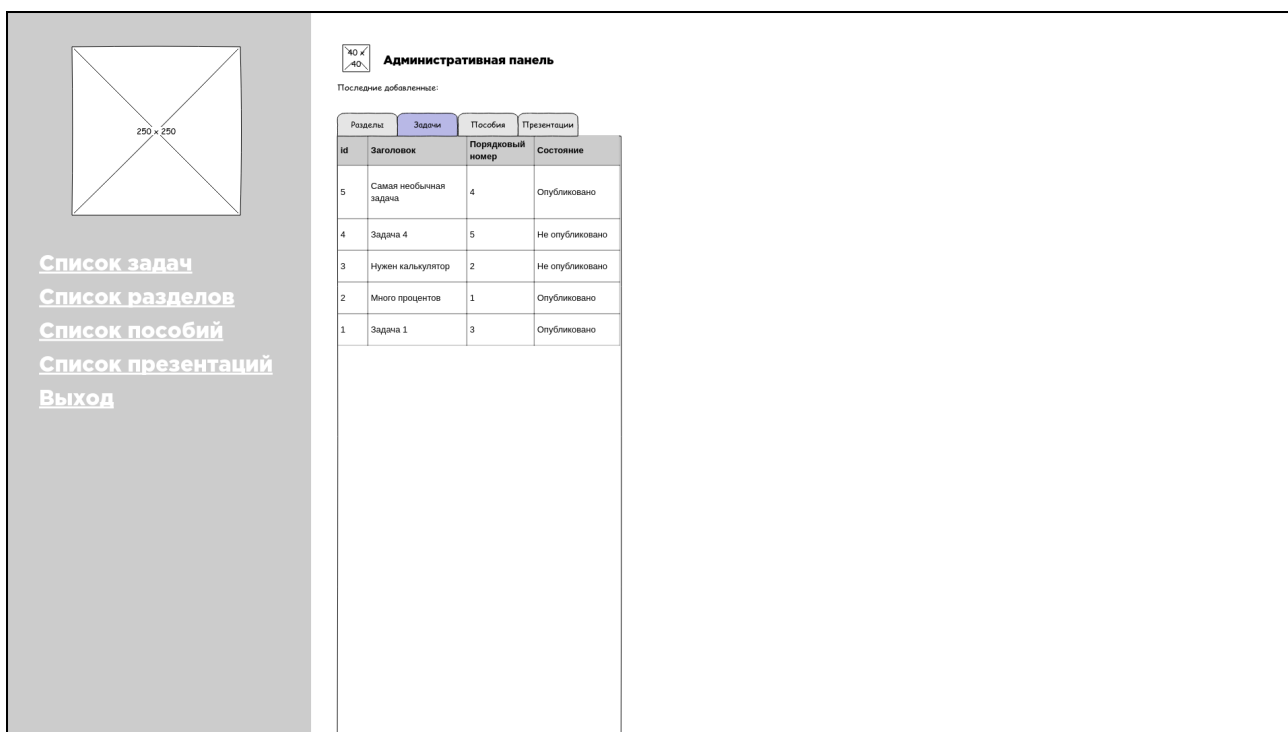 250 x 250
Список задач
Список разделов
Список пособий
Список презентаций
Выход
40 x
40
Административная панель
Последние добавленные:
Разделы Задачи Пособия Презентации
id Заголовок Порядковый номер Состояние
5 Самая необычная задача 4 Опубликовано
4 Задача 4 5 Не опубликовано
3 Нужен калькулятор 2 Не опубликовано
2 Много процентов 1 Опубликовано
1 Задача 1 3 Опубликовано